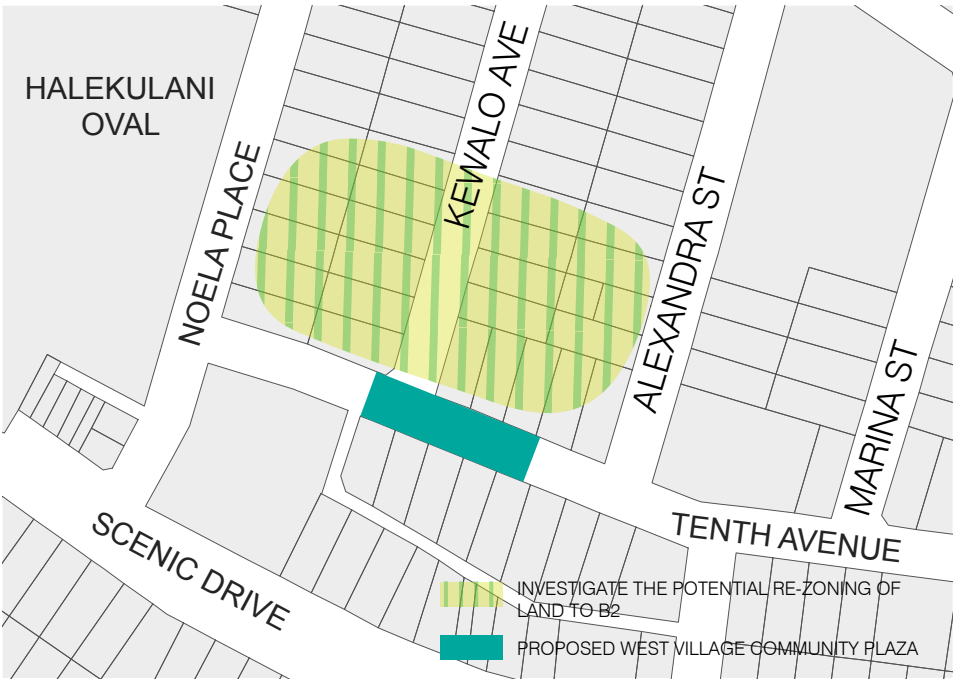 HALEKULANI
OVAL
KEWALO AVE
NOELA PLACE
ALEXANDRA ST
MARINA ST
TENTH AVENUE
SCENIC DRIVE
INVESTIGATE THE POTENTIAL RE-ZONING OF
LAND TO B2
PROPOSED WEST VILLAGE COMMUNITY PLAZA